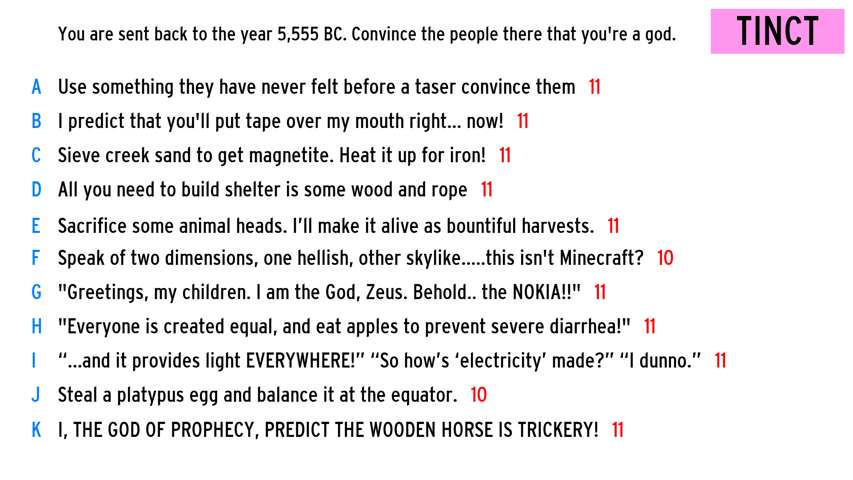 You are sent back to the year 5,555 BC. Convince the people there that you're a god.
TINCT
A Use something they have never felt before a taser convince them 11
B I predict that you'll put tape over my mouth right... now! 11
C Sieve creek sand to get magnetite. Heat it up for iron! 11
D All you need to build shelter is some wood and rope 11
E Sacrifice some animal heads. I’ll make it alive as bountiful harvests. 11
F Speak of two dimensions, one hellish, other skylike.....this isn't Minecraft? 10
G "Greetings, my children. I am the God, Zeus. Behold.. the NOKIA!!" 11
H "Everyone is created equal, and eat apples to prevent severe diarrhea!" 11
I “...and it provides light EVERYWHERE!” “So how’s ‘electricity’ made?” “I dunno.” 11
J Steal a platypus egg and balance it at the equator. 10
K I, THE GOD OF PROPHECY, PREDICT THE WOODEN HORSE IS TRICKERY! 11